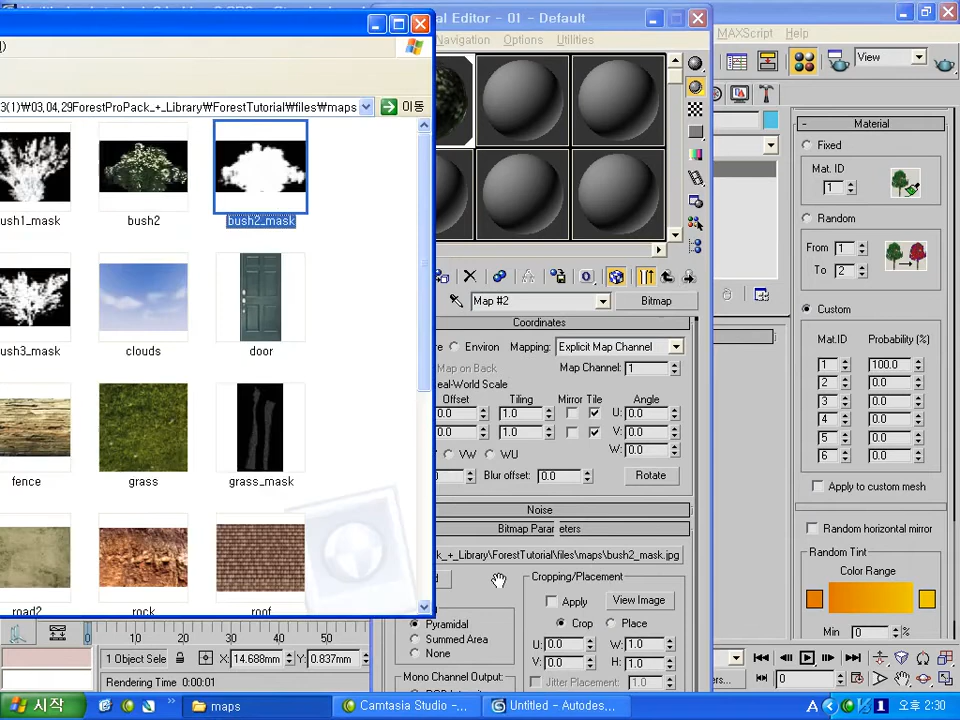 al Editor - 01 - Default
Navigation Options Utilities
MAXScript Help
View
3(1)₩03,04,29ForestProPack_+_Library₩ForestTutorial₩files₩maps
이동
ush1_mask
bush2
bush2_mask
ush3_mask
clouds
door
fence
grass
grass_mask
road2
rock
roof
Map #2
Bitmap
Coordinates
re Environ Mapping: Explicit Map Channel
Map on Back Map Channel: 1
eal-World Scale
Offset Tiling Mirror Tile Angle
0.0 1.0 U: 0.0
0.0 1.0 V: 0.0
VW WU W: 0.0
Blur offset: 0.0 Rotate
Noise
Bitmap Parameters
k_+_Library\ForestTutorial\files\maps\bush2_mask.jpg
Cropping/Placement
Apply View Image
Crop Place
U: 0.0 W: 1.0
V: 0.0 H: 1.0
Jitter Placement: 1.0
Pyramidal
Summed Area
None
Mono Channel Output:
Material
Fixed
Mat. ID
1
Random
From 1
To 2
Custom
Mat.ID Probability (%)
1 100.0
2 0.0
3 0.0
4 0.0
5 0.0
6 0.0
Apply to custom mesh
Random horizontal mirror
Random Tint
Color Range
Min 0 %
0 10 20 30 40 50
1 Object Sele X: 14.688mm Y: 0.837mm
Rendering Time 0:00:01
ers...
0
시작
maps
Camtasia Studio - ...
Untitled - Autodes...
A
오후 2:30